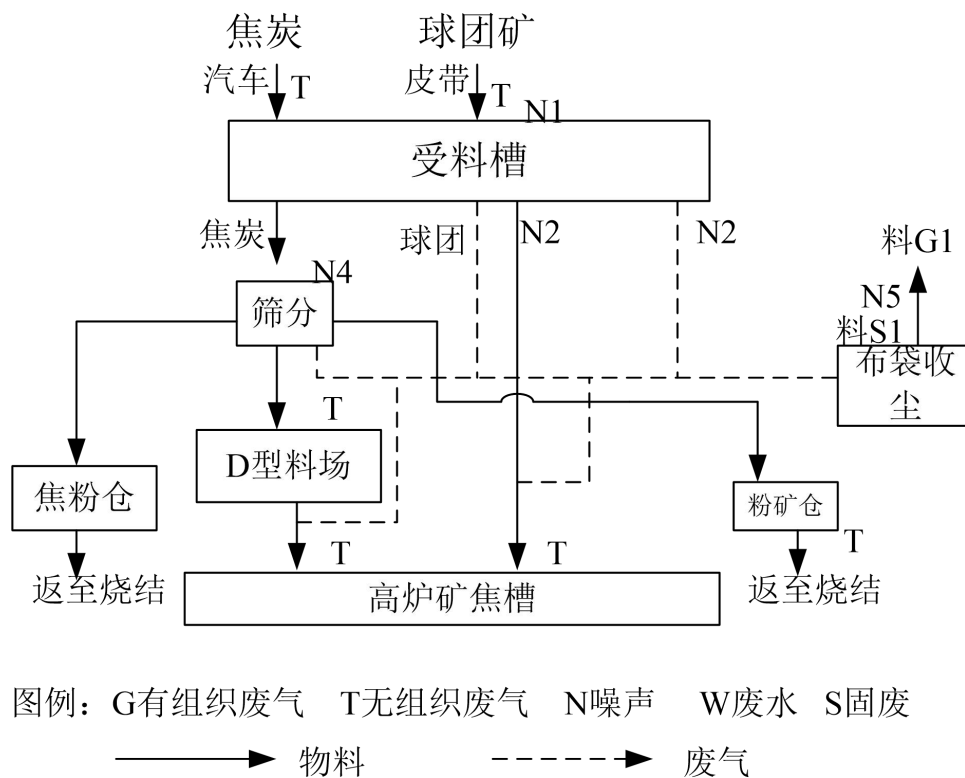 焦炭
球团矿
汽车
T
皮带
T
N1
受料槽
焦炭
球团
N2
N2
料G1
N4
N5
筛分
料S1
布袋收
尘
T
D型料场
焦粉仓
粉矿仓
T
T
T
返至烧结
高炉矿焦槽
返至烧结
图例：G有组织废气 T无组织废气 N噪声 W废水 S固废
物料
废气